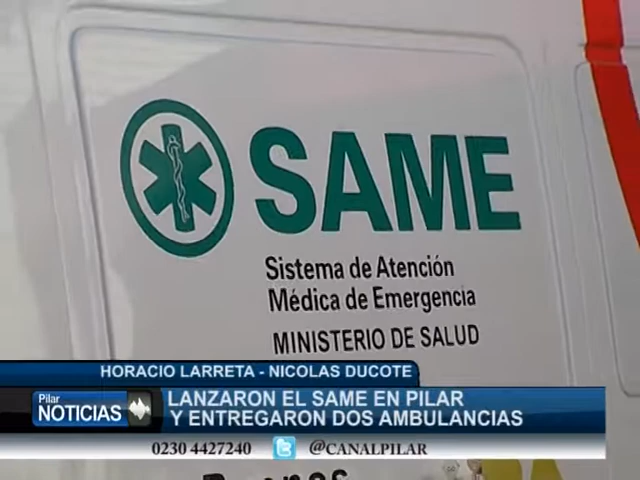 SAME
Sistema de Atención
Médica de Emergencia
MINISTERIO DE SALUD
HORACIO LARRETA - NICOLAS DUCOTE
Pilar
NOTICIAS
LANZARON EL SAME EN PILAR
Y ENTREGARON DOS AMBULANCIAS
0230 4427240 @CANALPILAR